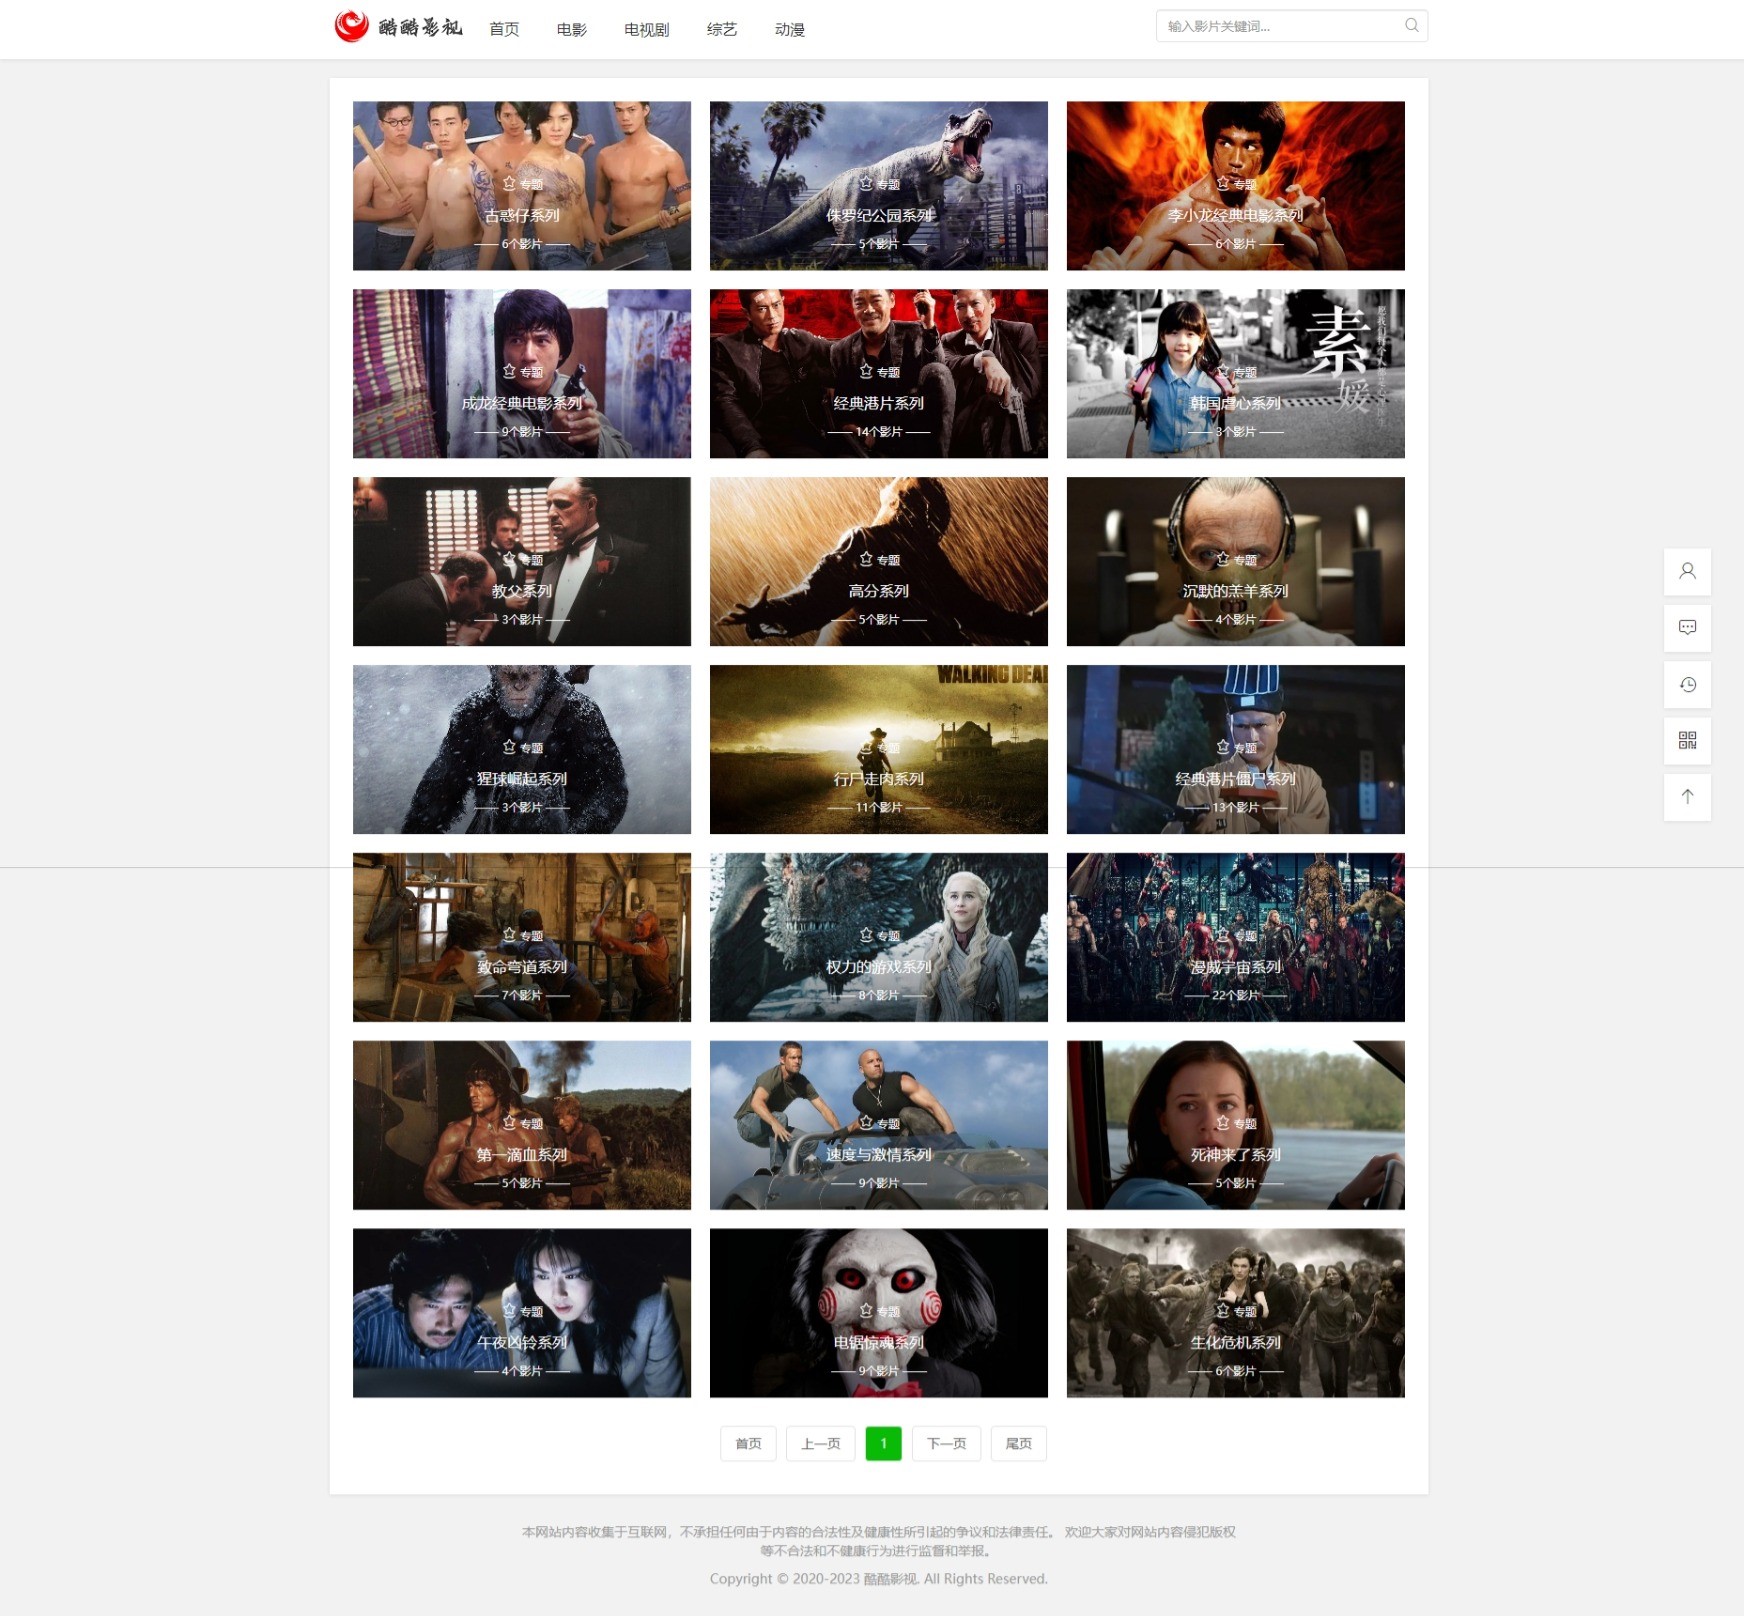 酷酷影视 首页 电影 电视剧 综艺 动漫 输入影片关键词...
专题 专题 专题
古惑仔系列 侏罗纪公园系列 李小龙经典电影系列
6个影片 5个影片 6个影片
素
媛
专题 专题 专题
成龙经典电影系列 经典港片系列 韩国虐心系列
9个影片 14个影片 3个影片
专题 专题 专题
教父系列 高分系列 沉默的羔羊系列
3个影片 5个影片 4个影片
WALKING DEAD
专题 专题 专题
猩球崛起系列 行尸走肉系列 经典港片僵尸系列
3个影片 11个影片 13个影片
专题 专题 专题
致命弯道系列 权力的游戏系列 漫威宇宙系列
7个影片 8个影片 22个影片
专题 专题 专题
第一滴血系列 速度与激情系列 死神来了系列
5个影片 9个影片 5个影片
专题 专题 专题
午夜凶铃系列 电锯惊魂系列 生化危机系列
4个影片 9个影片 6个影片
首页 上一页 1 下一页 尾页
本网站内容收集于互联网，不承担任何由于内容的合法性及健康性所引起的争议和法律责任。 欢迎大家对网站内容侵犯版权
等不合法和不健康行为进行监督和举报。
Copyright © 2020-2023 酷酷影视. All Rights Reserved.